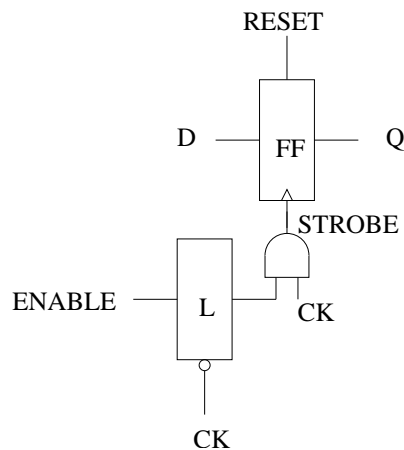 RESET
D
FF
Q
STROBE
ENABLE
L
CK
CK